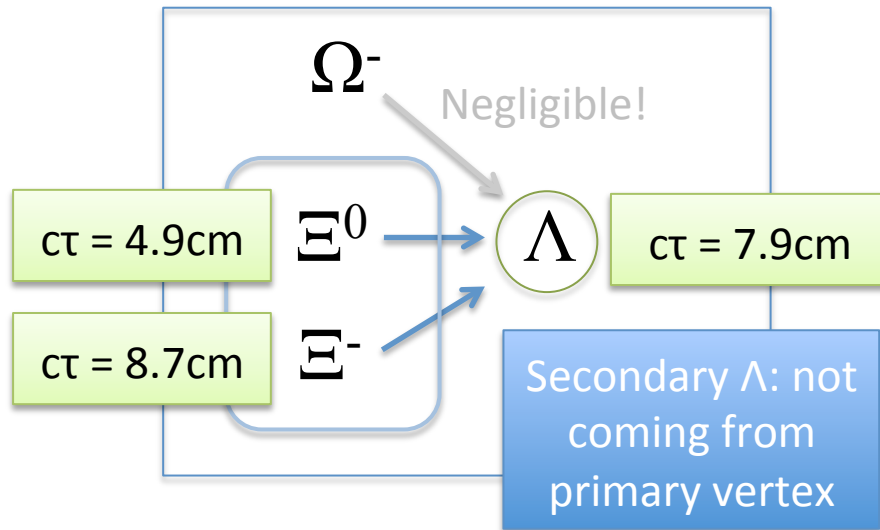 Ω-
Negligible!
cτ = 4.9cm
Ξ0
Λ
cτ = 7.9cm
cτ = 8.7cm
Ξ-
Secondary Λ: not
coming from
primary vertex